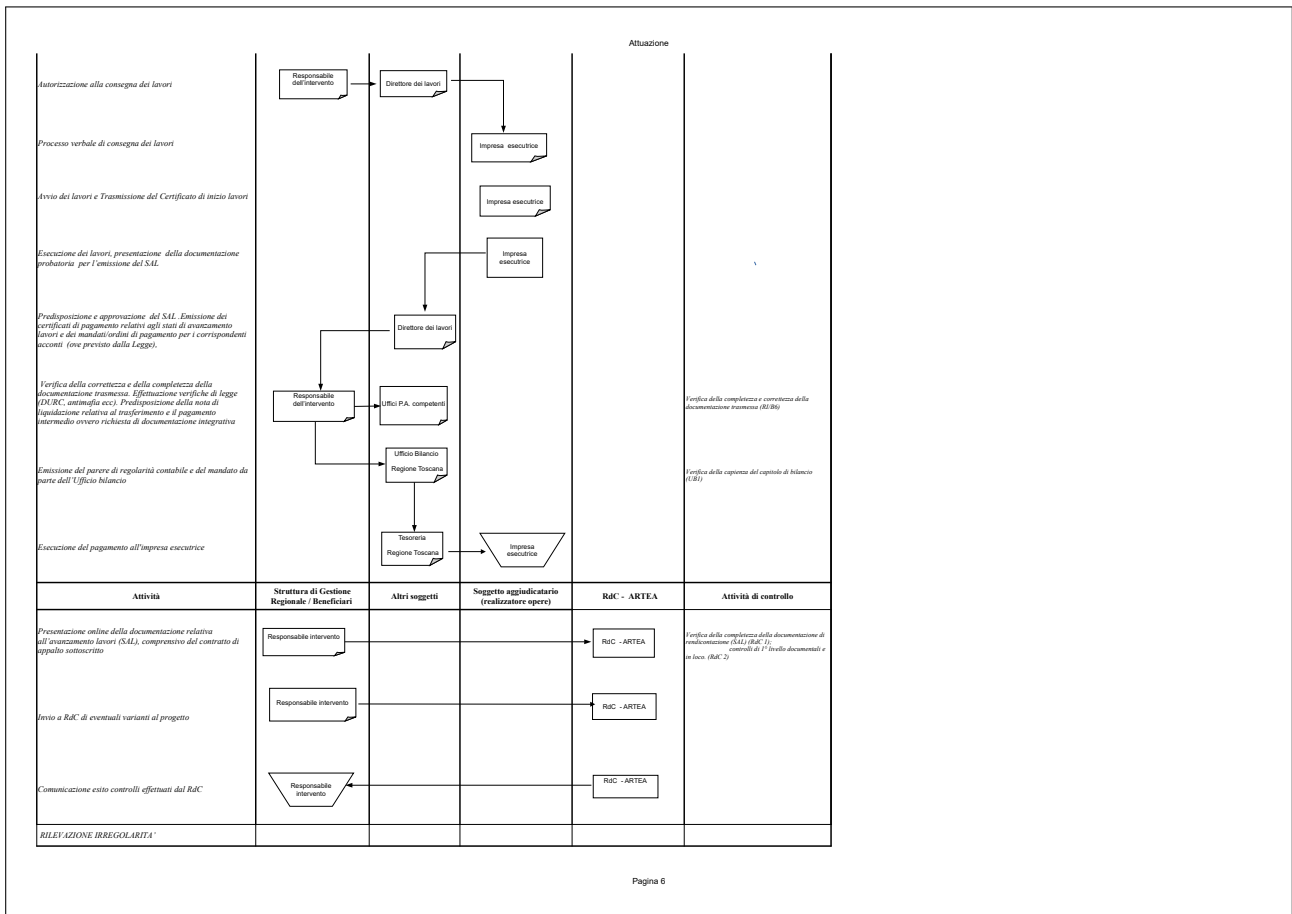 Attuazione
Autorizzazione alla consegna dei lavori
Responsabile
dell'intervento
Direttore dei lavori
Processo verbale di consegna dei lavori
Impresa esecutrice
Avvio dei lavori e Trasmissione del Certificato di inizio lavori
Impresa esecutrice
Esecuzione dei lavori, presentazione della documentazione
probatoria per l'emissione del SAL
Impresa
esecutrice
Predisposizione e approvazione del SAL .Emissione dei
certificati di pagamento relativi agli stati di avanzamento
lavori e dei mandati/ordini di pagamento per i corrispondenti
acconti (ove previsto dalla Legge),
Direttore dei lavori
Verifica della correttezza e della completezza della
documentazione trasmessa. Effettuazione verifiche di legge
(DURC, antimafia ecc). Predisposizione della nota di
liquidazione relativa al trasferimento e il pagamento
intermedio ovvero richiesta di documentazione integrativa
Responsabile
dell'intervento
Uffici P.A. competenti
Verifica della completezza e correttezza della
documentazione trasmessa (RI/B6)
Emissione del parere di regolarità contabile e del mandato da
parte dell'Ufficio bilancio
Ufficio Bilancio
Regione Toscana
Verifica della capienza del capitolo di bilancio
(UB1)
Esecuzione del pagamento all'impresa esecutrice
Tesoreria
Regione Toscana
Impresa
esecutrice
Attività
Struttura di Gestione
Regionale / Beneficiari
Altri soggetti
Soggetto aggiudicatario
(realizzatore opere)
RdC - ARTEA
Attività di controllo
Presentazione online della documentazione relativa
all'avanzamento lavori (SAL), comprensivo del contratto di
appalto sottoscritto
Responsabile intervento
RdC - ARTEA
Verifica della completezza della documentazione di
rendicontazione (SAL) (RdC 1);
controlli di 1° livello documentali e
in loco. (RdC 2)
Invio a RdC di eventuali varianti al progetto
Responsabile intervento
RdC - ARTEA
Comunicazione esito controlli effettuati dal RdC
Responsabile
intervento
RdC - ARTEA
RILEVAZIONE IRREGOLARITA'
Pagina 6